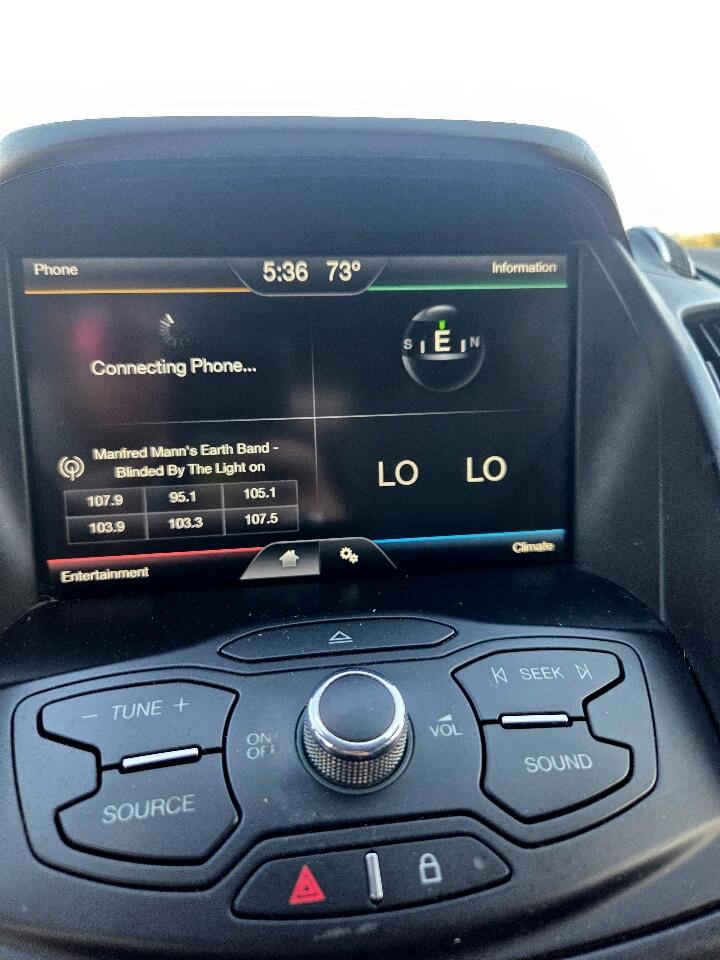 Phone
5:36 73°
Information
Connecting Phone...
S E N
Manfred Mann's Earth Band -
Blinded By The Light on
107.9 95.1 105.1
103.9 103.3 107.5
LO LO
Entertainment
Climate
– TUNE +
SOURCE
ON
OFF
VOL
SEEK
SOUND